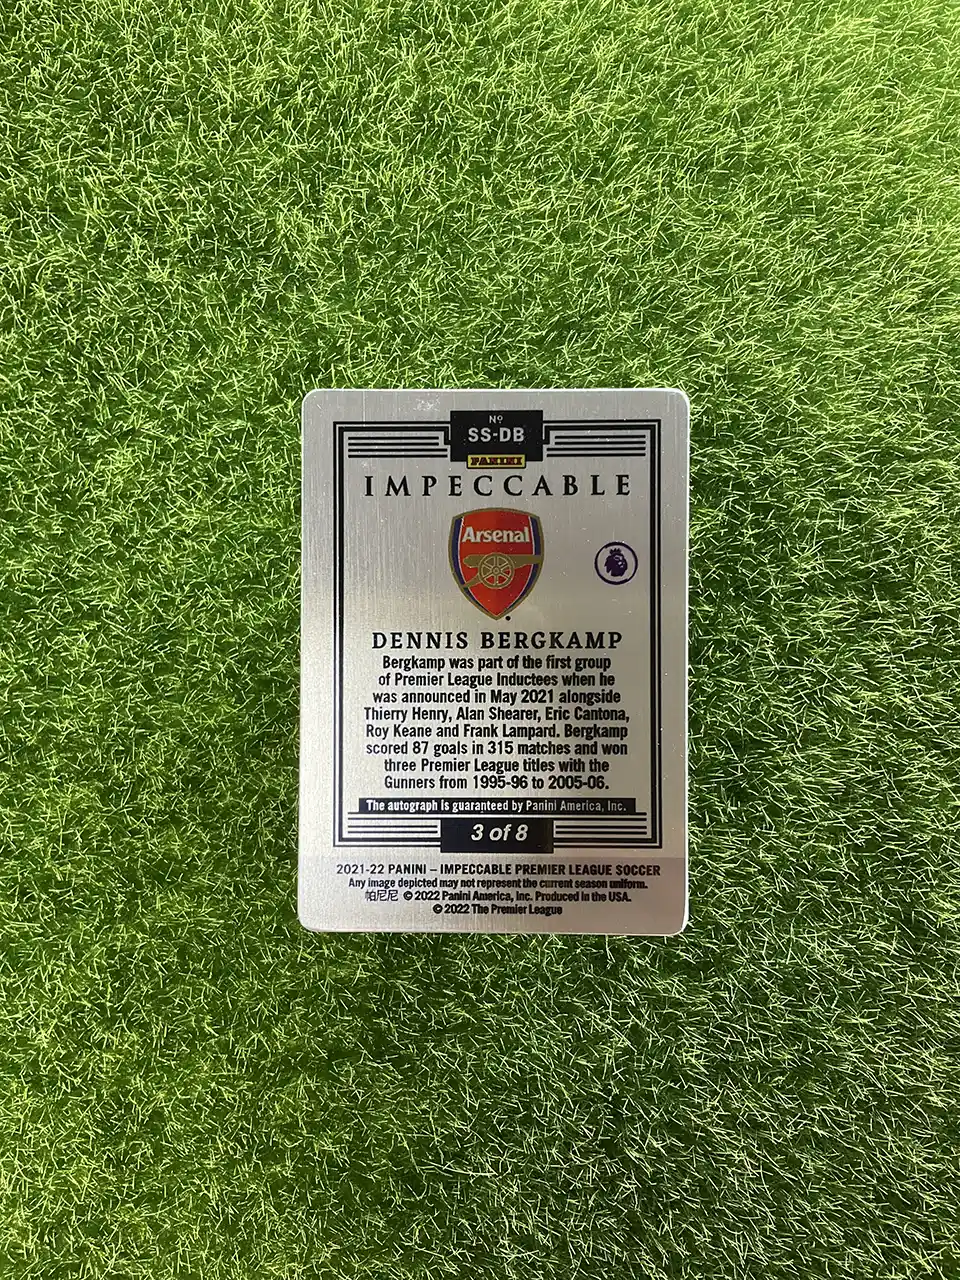 Nº
SS-DB
PANINI
IMPECCABLE
Arsenal
DENNIS BERGKAMP
Bergkamp was part of the first group
of Premier League Inductees when he
was announced in May 2021 alongside
Thierry Henry, Alan Shearer, Eric Cantona,
Roy Keane and Frank Lampard. Bergkamp
scored 87 goals in 315 matches and won
three Premier League titles with the
Gunners from 1995-96 to 2005-06.
The autograph is guaranteed by Panini America, Inc.
3 of 8
2021-22 PANINI – IMPECCABLE PREMIER LEAGUE SOCCER
Any image depicted may not represent the current season uniform.
帕尼尼 © 2022 Panini America, Inc. Produced in the USA.
© 2022 The Premier League